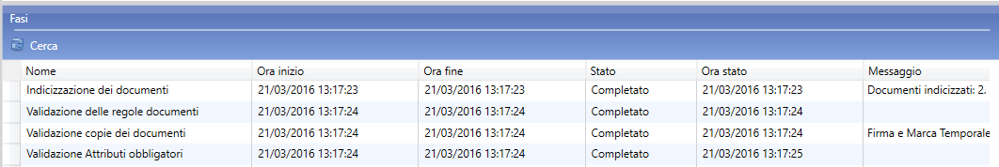 Fasi
Cerca
Nome Ora inizio Ora fine Stato Ora stato Messaggio
Indicizzazione dei documenti 21/03/2016 13:17:23 21/03/2016 13:17:23 Completato 21/03/2016 13:17:23 Documenti indicizzati: 2.
Validazione delle regole documenti 21/03/2016 13:17:24 21/03/2016 13:17:24 Completato 21/03/2016 13:17:24
Validazione copie dei documenti 21/03/2016 13:17:24 21/03/2016 13:17:24 Completato 21/03/2016 13:17:24 Firma e Marca Temporale
Validazione Attributi obbligatori 21/03/2016 13:17:24 21/03/2016 13:17:24 Completato 21/03/2016 13:17:25